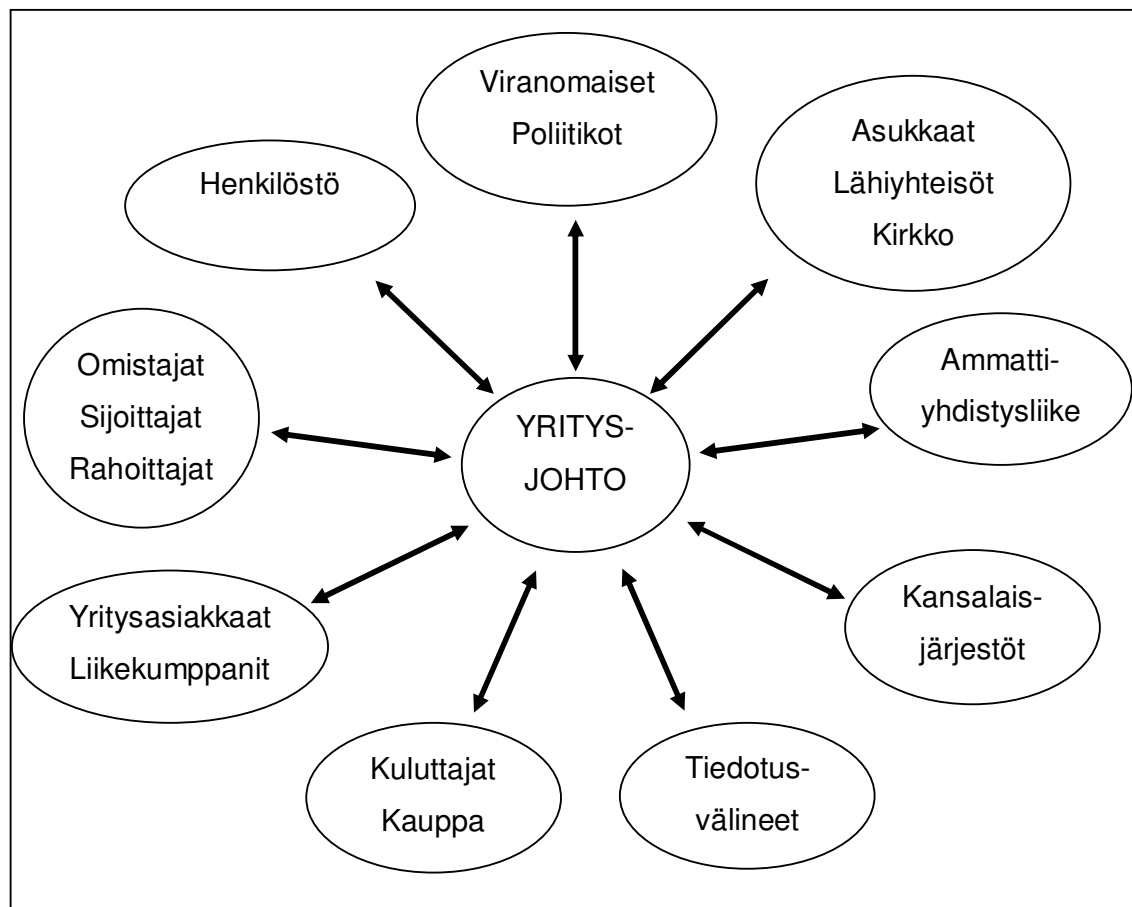 Viranomaiset
Poliitikot
Asukkaat
Lähiyhteisöt
Kirkko
Henkilöstö
Ammatti-
yhdistysliike
Omistajat
Sijoittajat
Rahoittajat
YRITYS-
JOHTO
Kansalais-
järjestöt
Yritysasiakkaat
Liikekumppanit
Kuluttajat
Kauppa
Tiedotus-
välineet